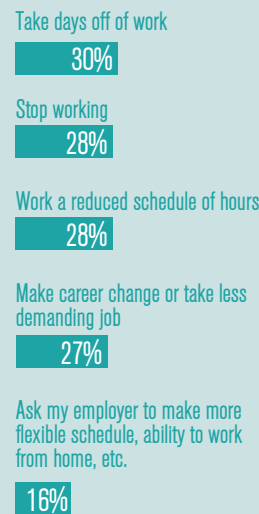 Take days off of work
30%
Stop working
28%
Work a reduced schedule of hours
28%
Make career change or take less
demanding job
27%
Ask my employer to make more
flexible schedule, ability to work
from home, etc.
16%